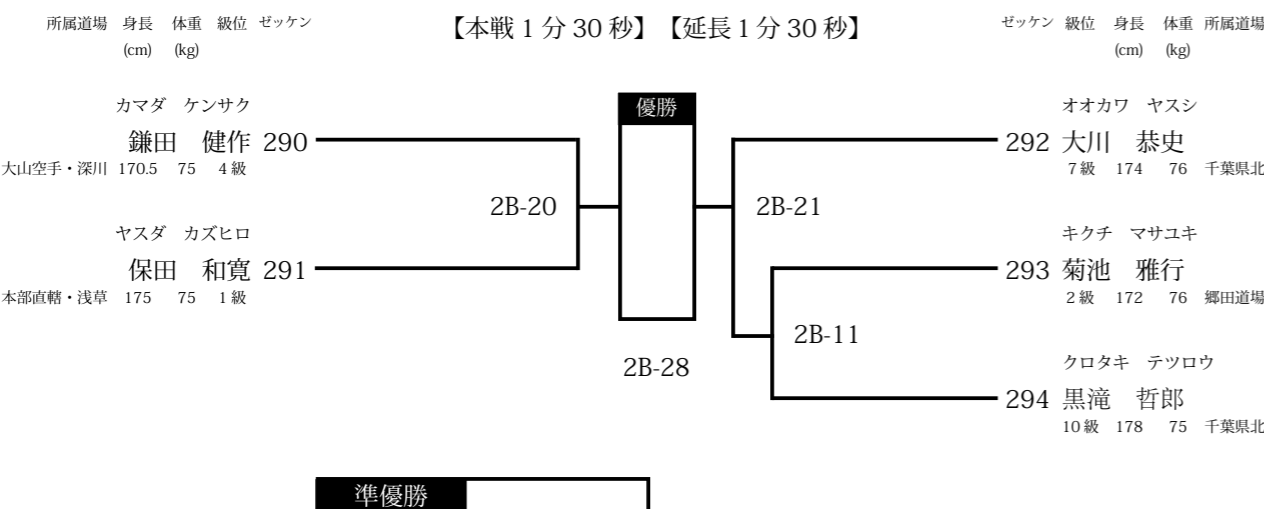 所属道場 身長 体重 級位 ゼッケン
(cm) (kg)
【本戦1分30秒】【延長1分30秒】
ゼッケン 級位 身長 体重 所属道場
(cm) (kg)
カマダ ケンサク
鎌田 健作 290
大山空手・深川 170.5 75 4級
ヤスダ カズヒロ
保田 和寛 291
本部直轄・浅草 175 75 1級
2B-20
優勝
2B-28
2B-21
2B-11
オオカワ ヤスシ
292 大川 恭史
7級 174 76 千葉県北
キクチ マサユキ
293 菊池 雅行
2級 172 76 郷田道場
クロタキ テツロウ
294 黒滝 哲郎
10級 178 75 千葉県北
準優勝